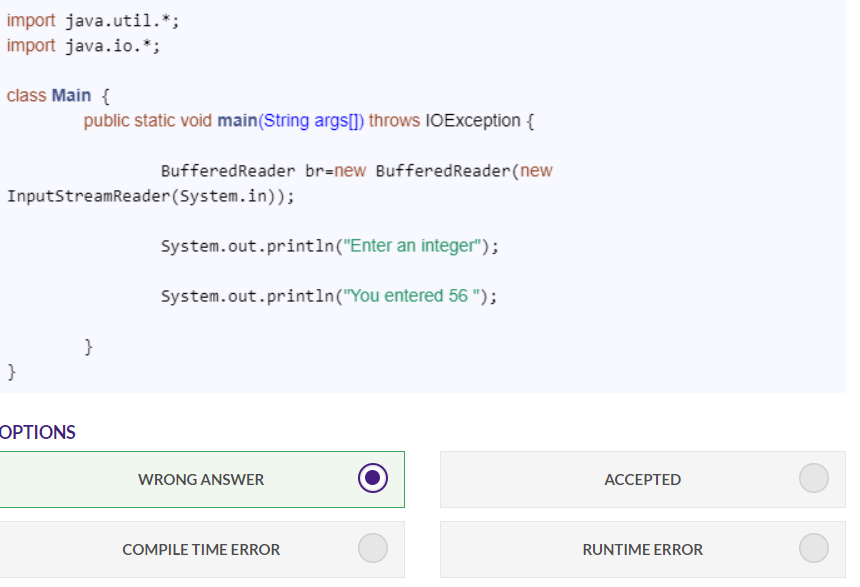 import java.util.*;
import java.io.*;
class Main {
public static void main(String args[]) throws IOException {
BufferedReader br=new BufferedReader(new
InputStreamReader(System.in));
System.out.println("Enter an integer");
System.out.println("You entered 56 ");
}
}
OPTIONS
WRONG ANSWER
ACCEPTED
COMPILE TIME ERROR
RUNTIME ERROR